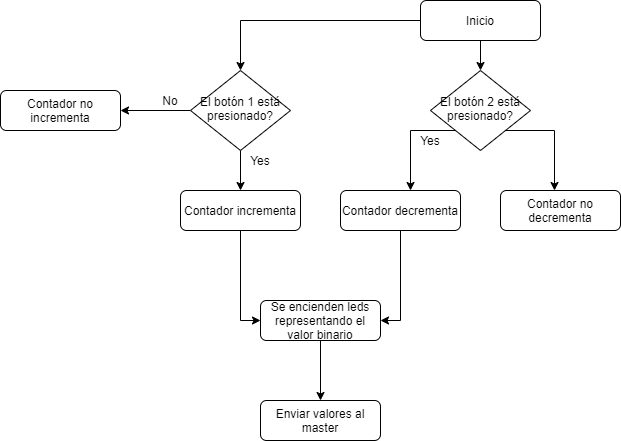 Inicio
El botón 1 está
presionado?
El botón 2 está
presionado?
No
Contador no
incrementa
Yes
Yes
Contador incrementa
Contador decrementa
Contador no
decrementa
Se encienden leds
representando el
valor binario
Enviar valores al
master